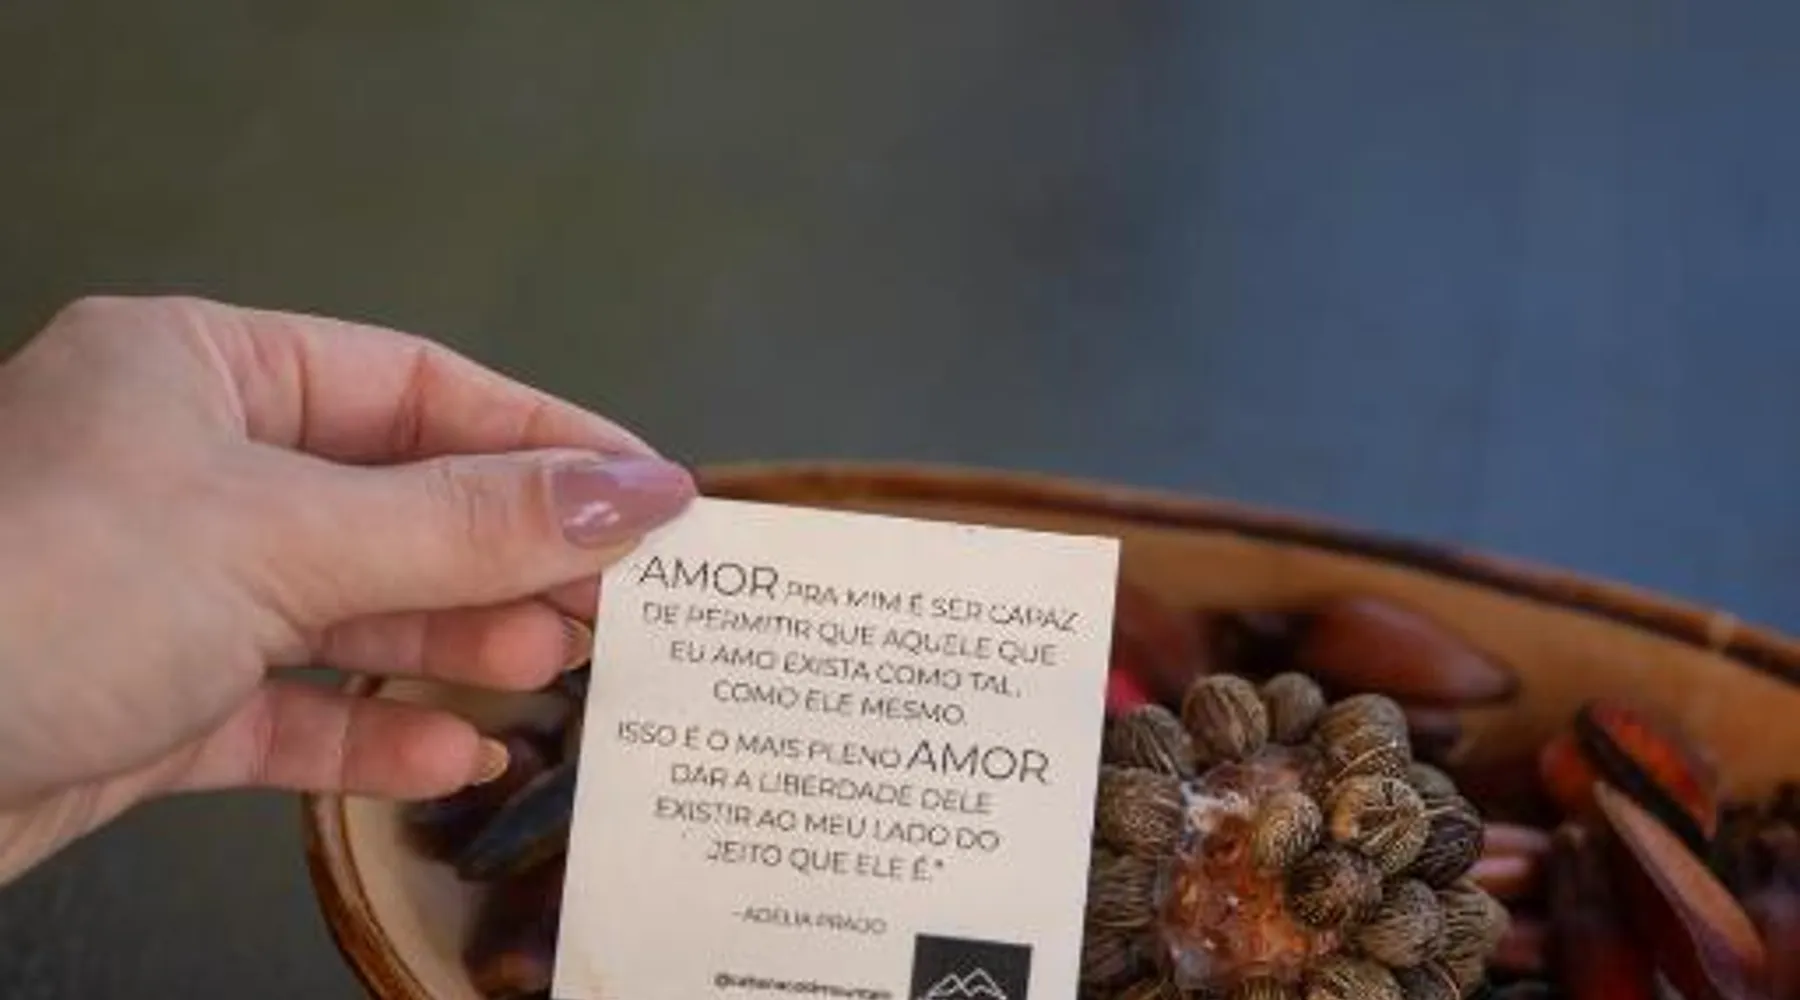 AMOR PRA MIM É SER CAPAZ
DE PERMITIR QUE AQUELE QUE
EU AMO EXISTA COMO TAL,
COMO ELE MESMO.
ISSO É O MAIS PLENO AMOR
DAR A LIBERDADE DELE
EXISTIR AO MEU LADO DO
JEITO QUE ELE É."
-ADÉLIA PRADO